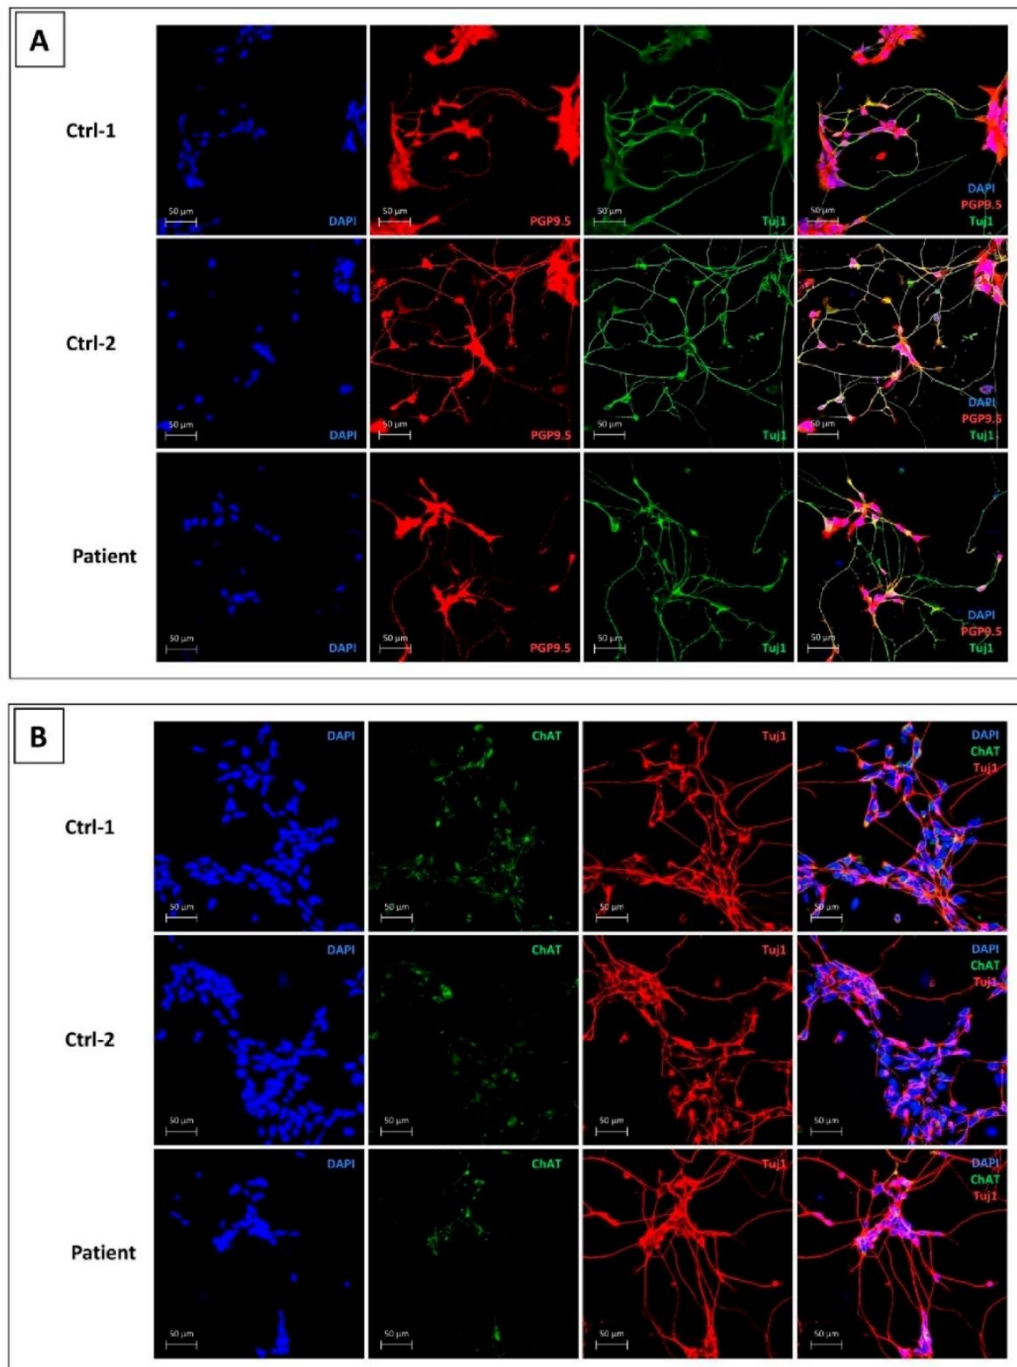 A
Ctrl-1
50 µm
DAPI
50 µm
PGP9.5
50 µm
Tuj1
50 µm
DAPI
PGP9.5
Tuj1
Ctrl-2
50 µm
DAPI
50 µm
PGP9.5
50 µm
Tuj1
50 µm
DAPI
PGP9.5
Tuj1
Patient
50 µm
DAPI
50 µm
PGP9.5
50 µm
Tuj1
50 µm
DAPI
PGP9.5
Tuj1
B
Ctrl-1
DAPI
50 µm
ChAT
50 µm
Tuj1
50 µm
DAPI
ChAT
Tuj1
50 µm
Ctrl-2
DAPI
50 µm
ChAT
50 µm
Tuj1
50 µm
DAPI
ChAT
Tuj1
50 µm
Patient
DAPI
50 µm
ChAT
50 µm
Tuj1
50 µm
DAPI
ChAT
Tuj1
50 µm